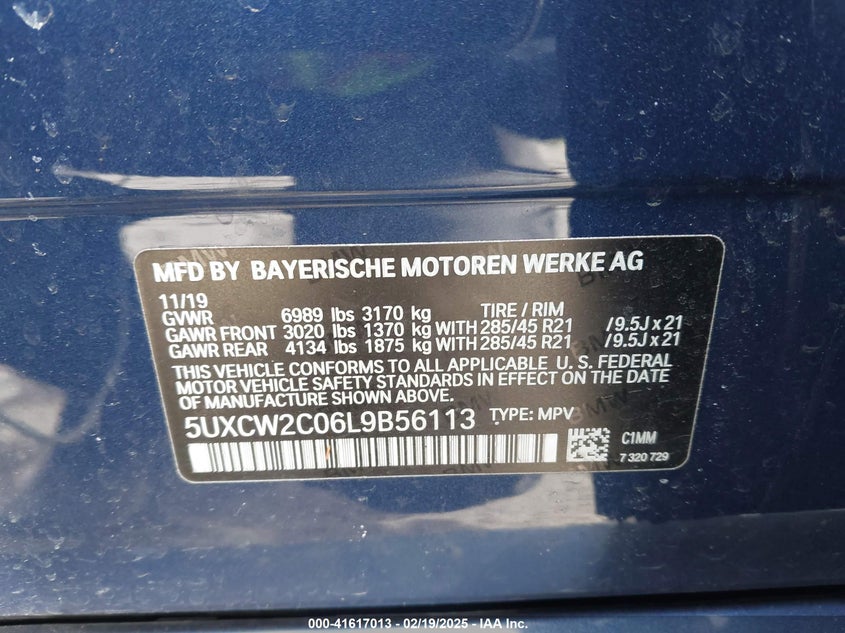 MFD BY BAYERISCHE MOTOREN WERKE AG
11/19 TIRE / RIM
GVWR 6989 lbs 3170 kg
GAWR FRONT 3020 lbs 1370 kg WITH 285/45 R21 /9.5J x 21
GAWR REAR 4134 lbs 1875 kg WITH 285/45 R21 /9.5J x 21
THIS VEHICLE CONFORMS TO ALL APPLICABLE U. S. FEDERAL
MOTOR VEHICLE SAFETY STANDARDS IN EFFECT ON THE DATE
OF MANUFACTURE SHOWN ABOVE.
5UXCW2C06L9B56113 TYPE: MPV
C1MM
7 320 729
000-41617013 - 02/19/2025 - IAA Inc.